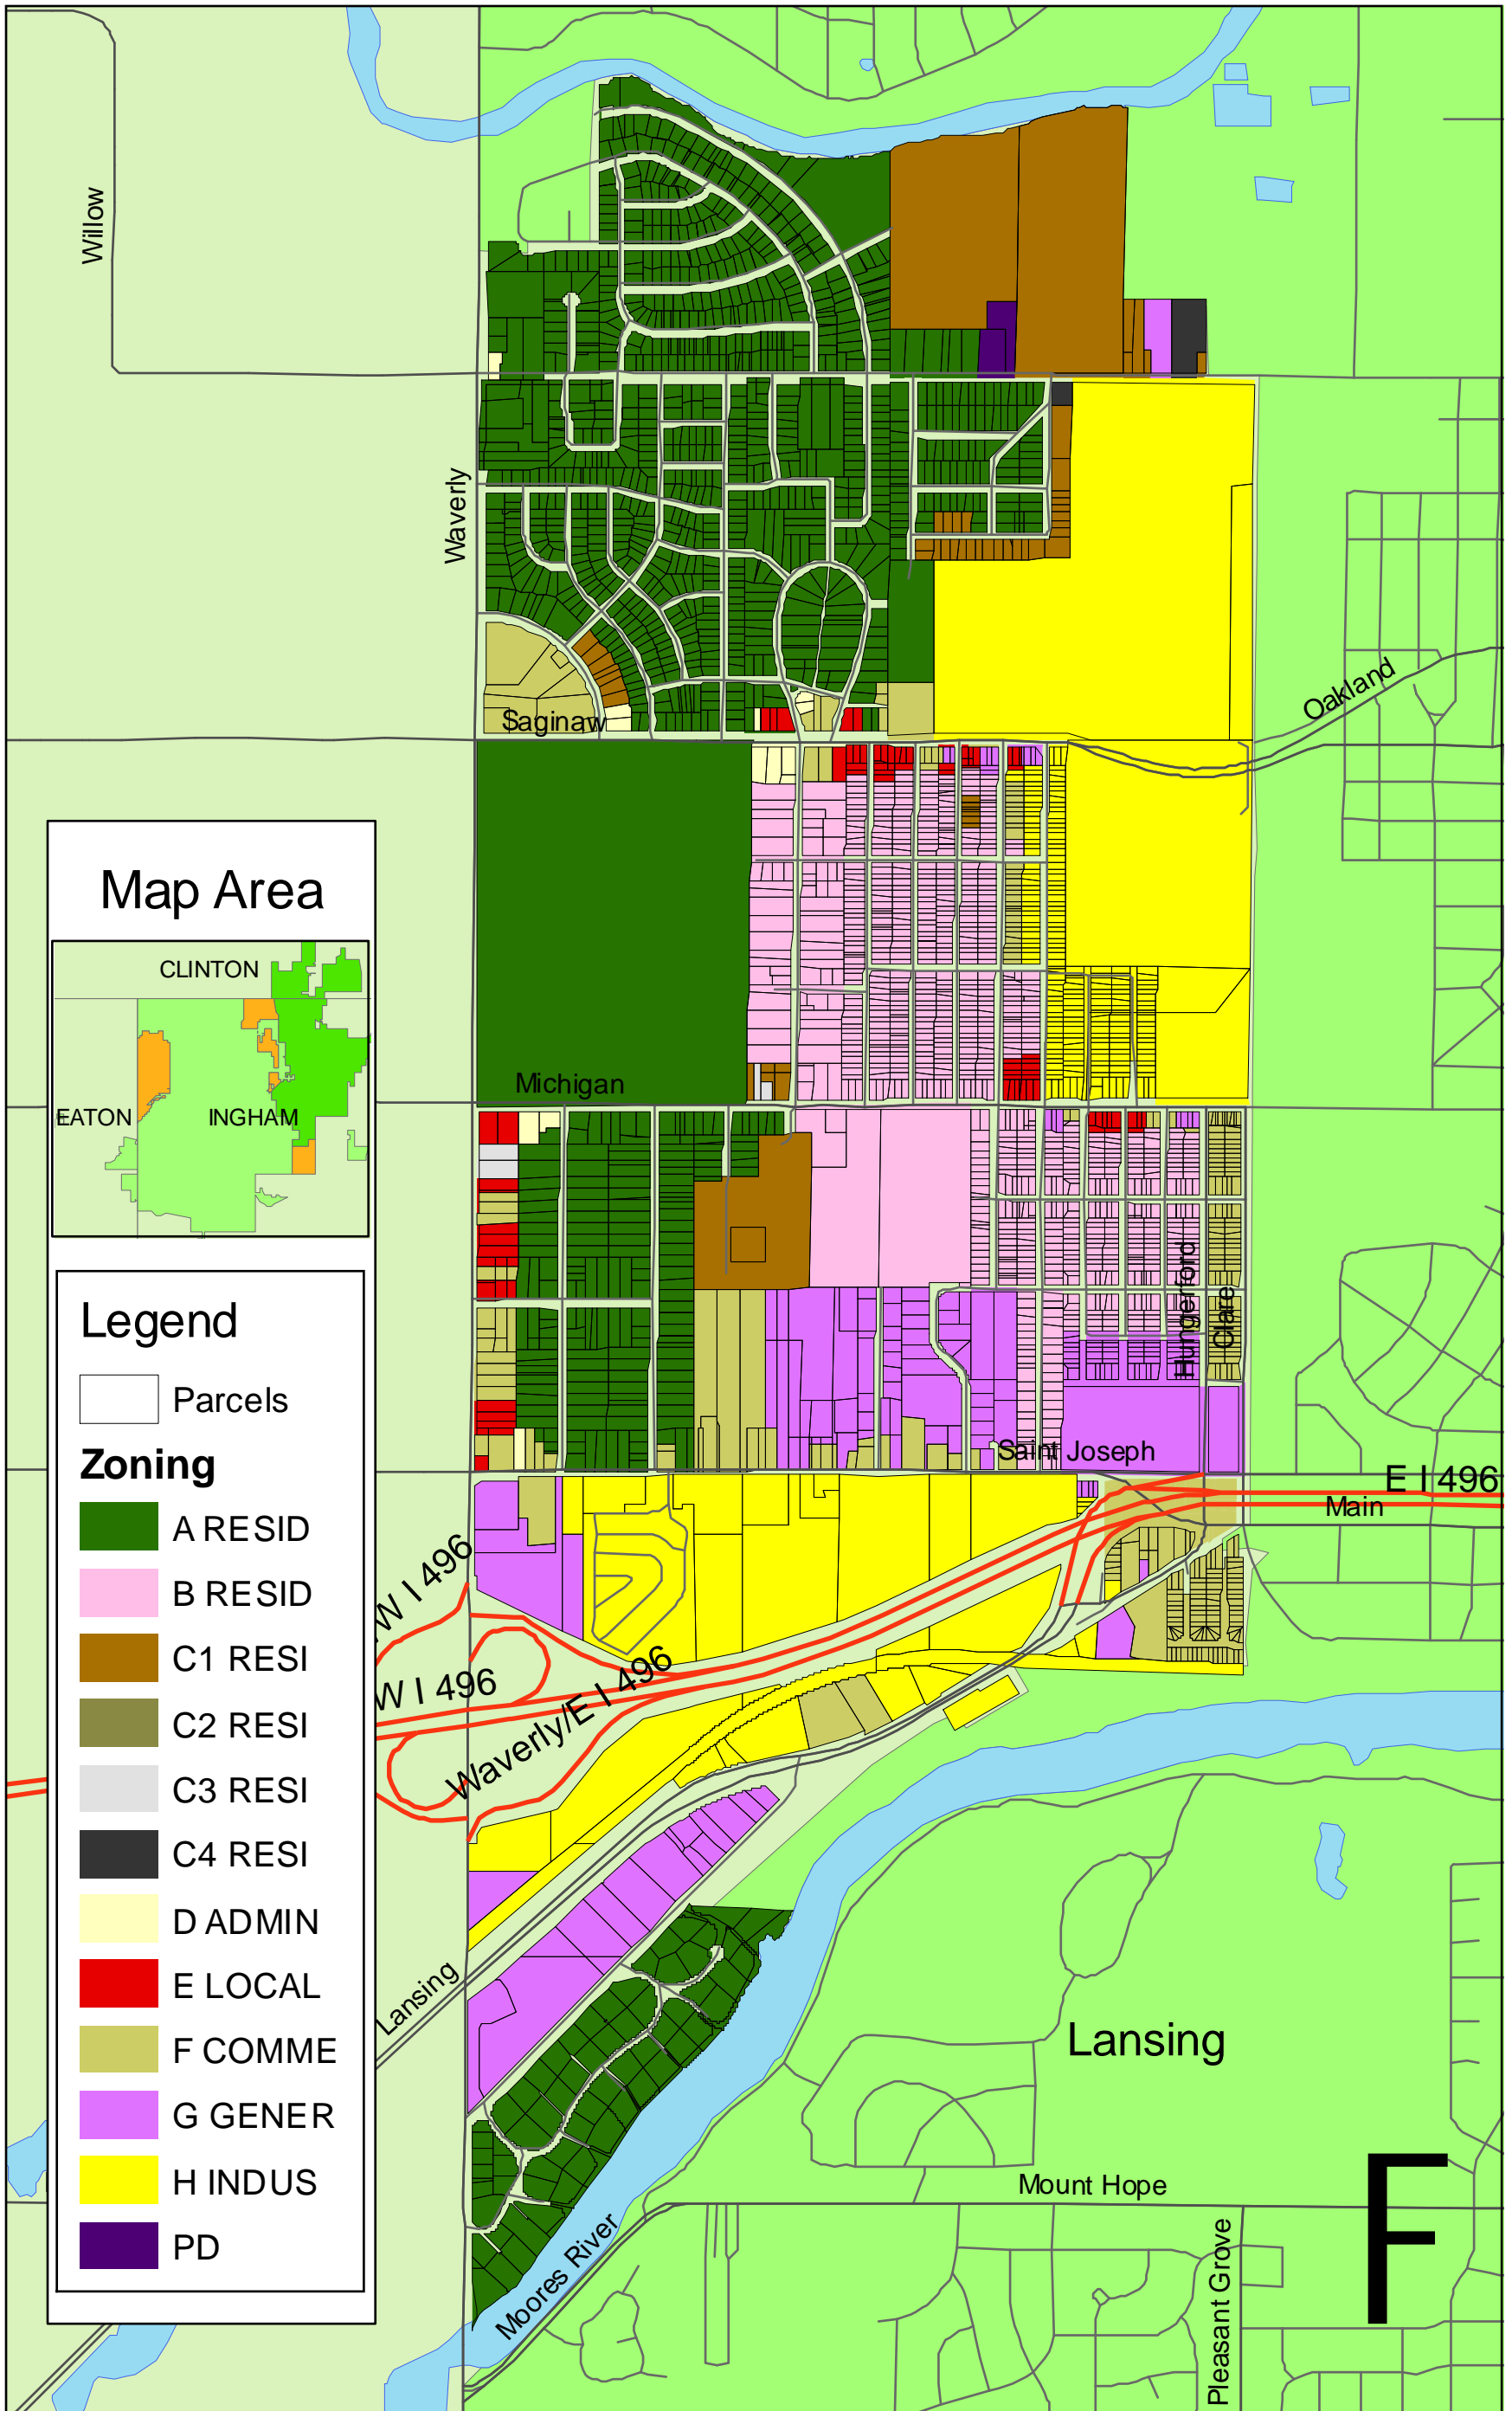 Willow
Waverly
Oakland
Saginaw
Map Area
CLINTON
EATON
INGHAM
Michigan
Hungerford
Clare
Legend
Parcels
Zoning
A RESID
B RESID
C1 RESI
C2 RESI
C3 RESI
C4 RESI
D ADMIN
E LOCAL
F COMME
G GENER
H INDUS
PD
Saint Joseph
E I 496
Main
W I 496
W I 496
Waverly/E I 496
Lansing
Lansing
Mount Hope
F
Moores River
Pleasant Grove